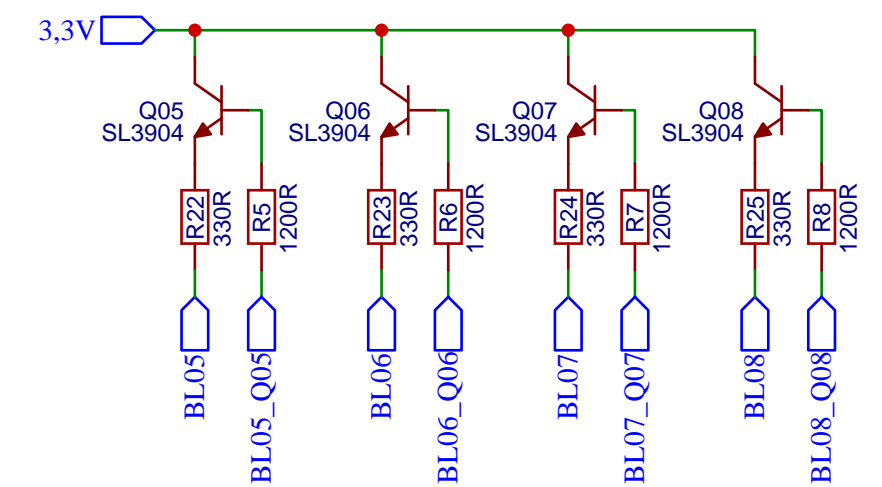 3,3V
Q05
SL3904
Q06
SL3904
Q07
SL3904
Q08
SL3904
R22
330R
R5
1200R
R23
330R
R6
1200R
R24
330R
R7
1200R
R25
330R
R8
1200R
BL05
BL05_Q05
BL06
BL06_Q06
BL07
BL07_Q07
BL08
BL08_Q08